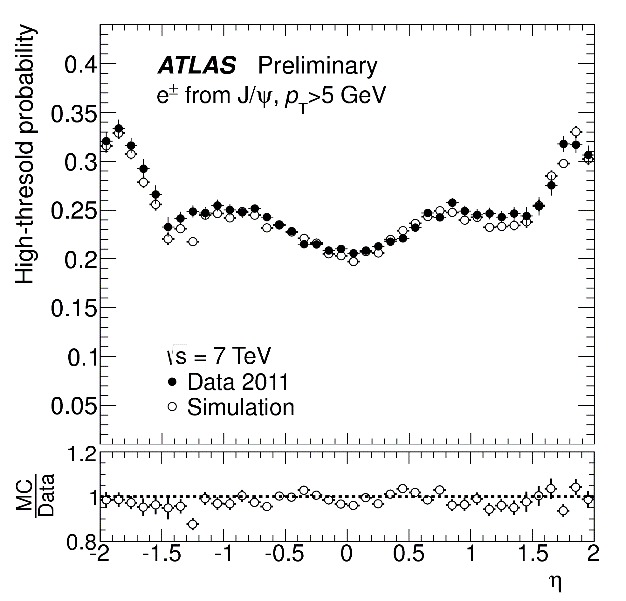 High-thresold probability
0.4
0.35
0.3
0.25
0.2
0.15
0.1
0.05
ATLAS Preliminary
e± from J/ψ, pT>5 GeV
√s = 7 TeV
Data 2011
Simulation
MC
Data
1.2
1
0.8
-2 -1.5 -1 -0.5 0 0.5 1 1.5 2
η